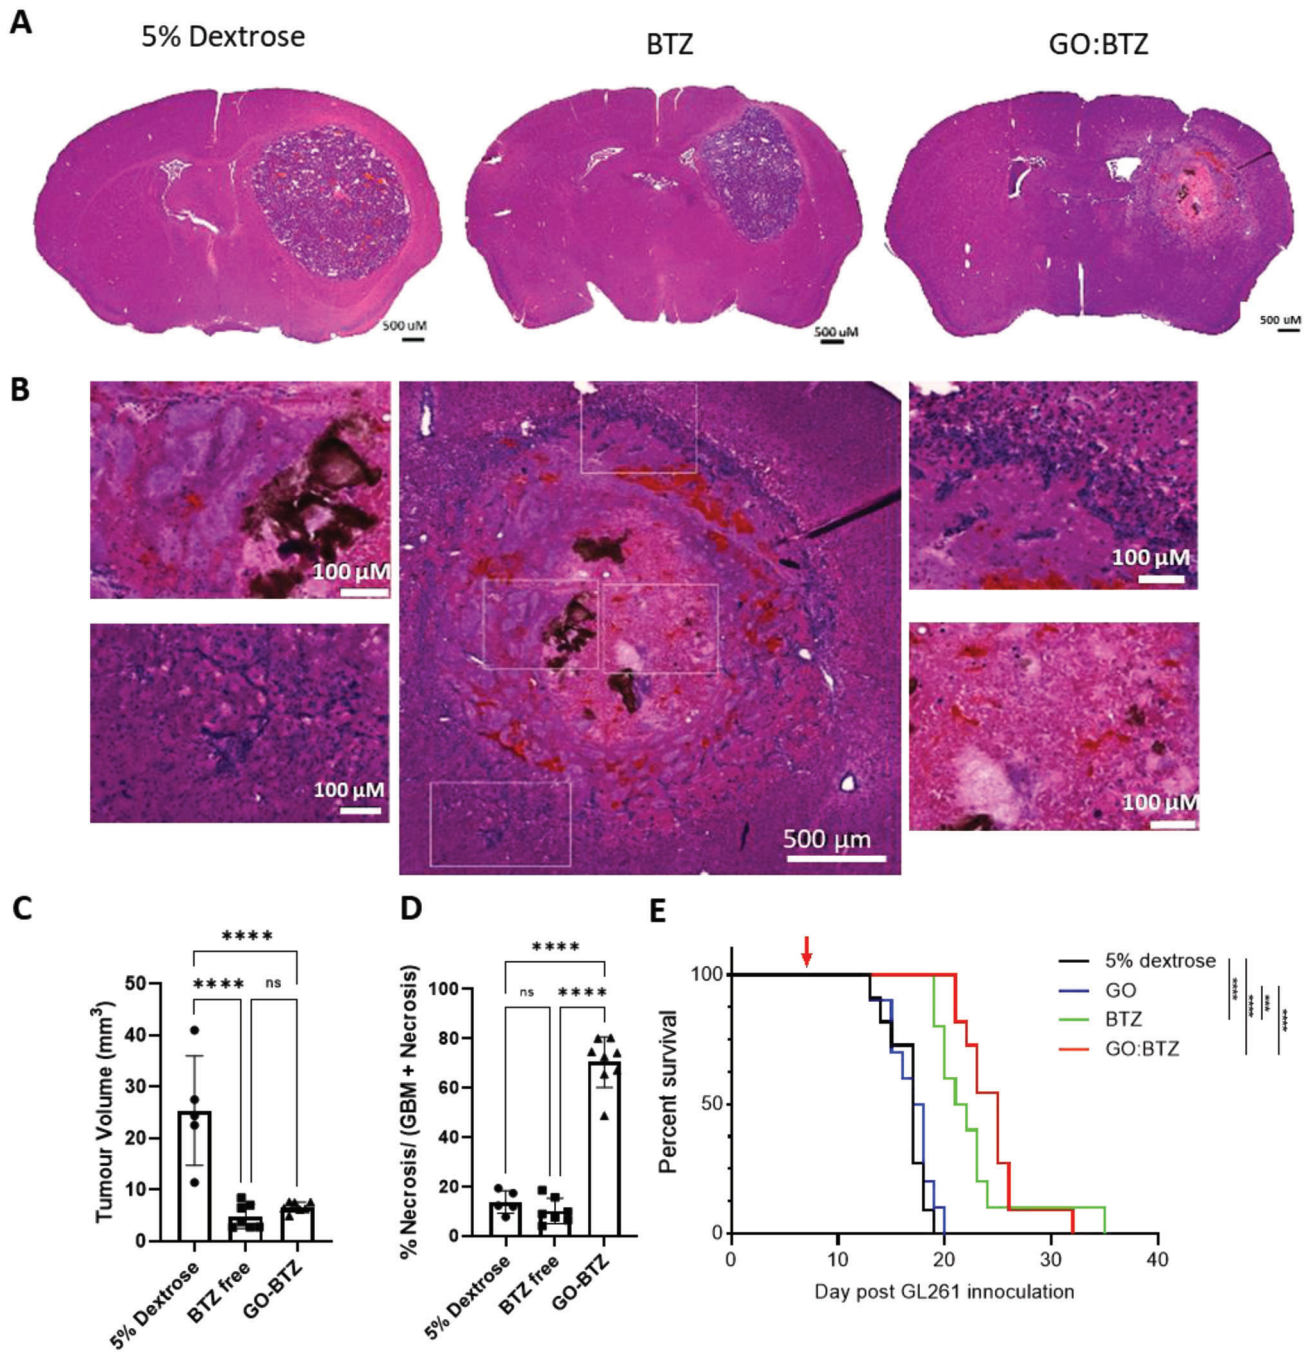 A
5% Dextrose
BTZ
GO:BTZ
500 uM
500 uM
500 uM
B
100 µM
100 µM
500 µm
100 µM
100 µM
C
Tumour Volume (mm³)
50
40
30
20
10
0
****
****
ns
5% Dextrose
BTZ free
GO-BTZ
D
% Necrosis/ (GBM + Necrosis)
100
80
60
40
20
0
****
ns
****
5% Dextrose
BTZ free
GO-BTZ
E
Percent survival
100
50
0
0
10
20
30
40
Day post GL261 innoculation
5% dextrose
GO
BTZ
GO:BTZ
****
****
***
****